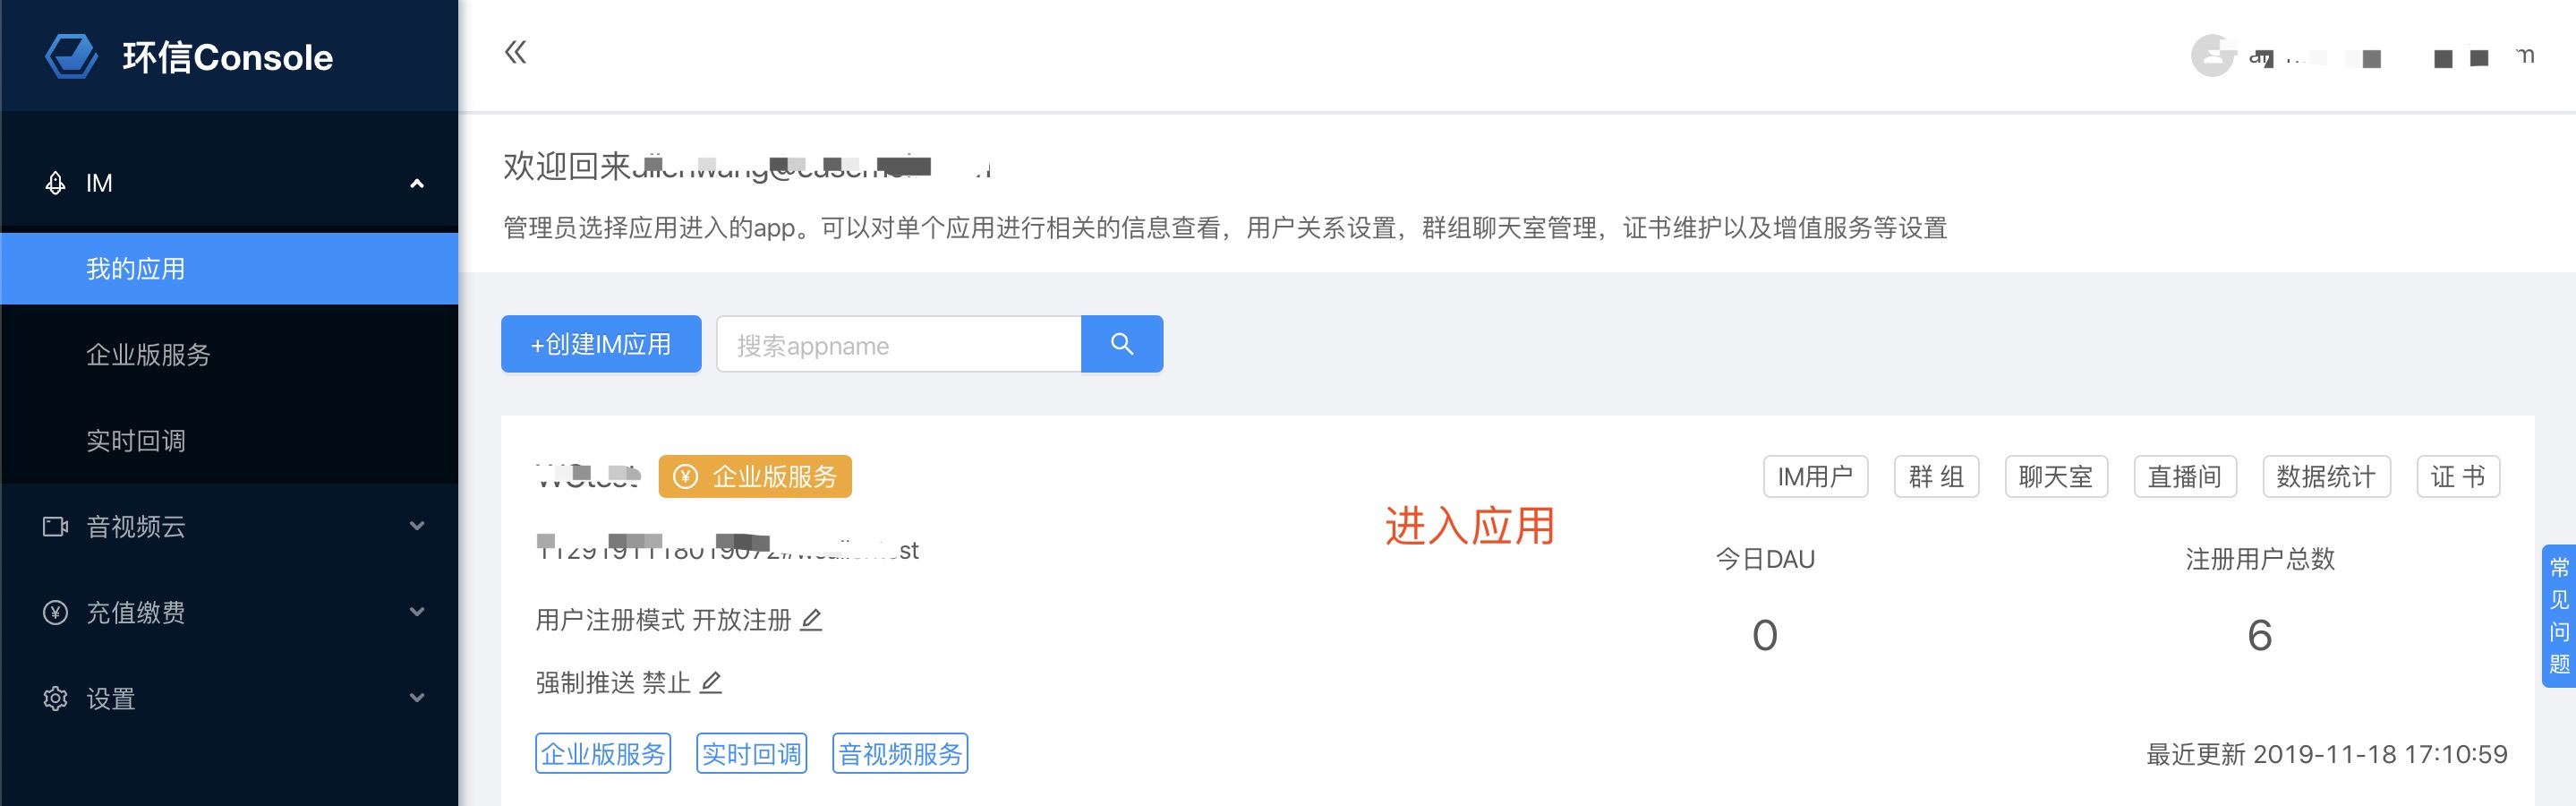 环信Console
IM
我的应用
企业版服务
实时回调
音视频云
充值缴费
设置
欢迎回来
管理员选择应用进入的app。可以对单个应用进行相关的信息查看，用户关系设置，群组聊天室管理，证书维护以及增值服务等设置
+创建IM应用 搜索appname
企业版服务 IM用户 群 组 聊天室 直播间 数据统计 证 书
进入应用
今日DAU 注册用户总数
用户注册模式 开放注册
0 6
强制推送 禁止
企业版服务 实时回调 音视频服务 最近更新 2019-11-18 17:10:59
常见问题